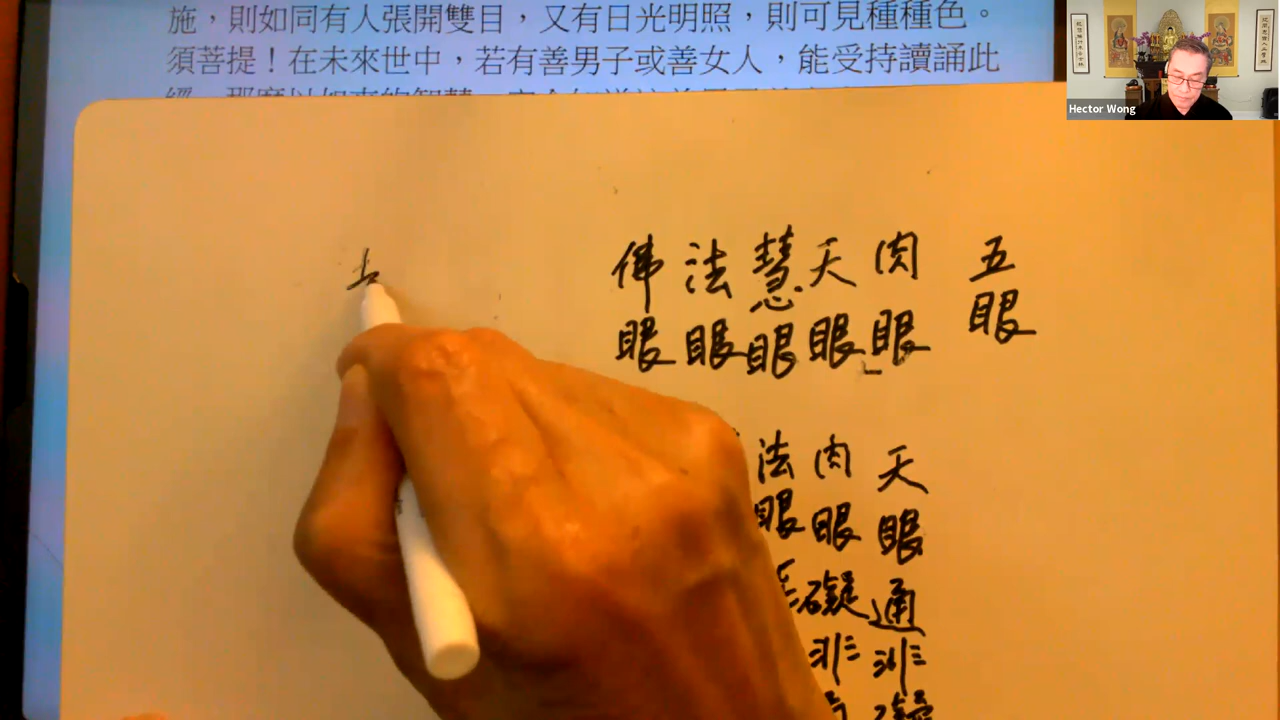 施，則如同有人張開雙目，又有日光明照，則可見種種色。
須菩提！在未來世中，若有善男子或善女人，能受持讀誦此
Hector Wong
五眼
肉眼
天眼
慧眼
法眼
佛眼
天眼通非礙
肉眼礙非
法眼